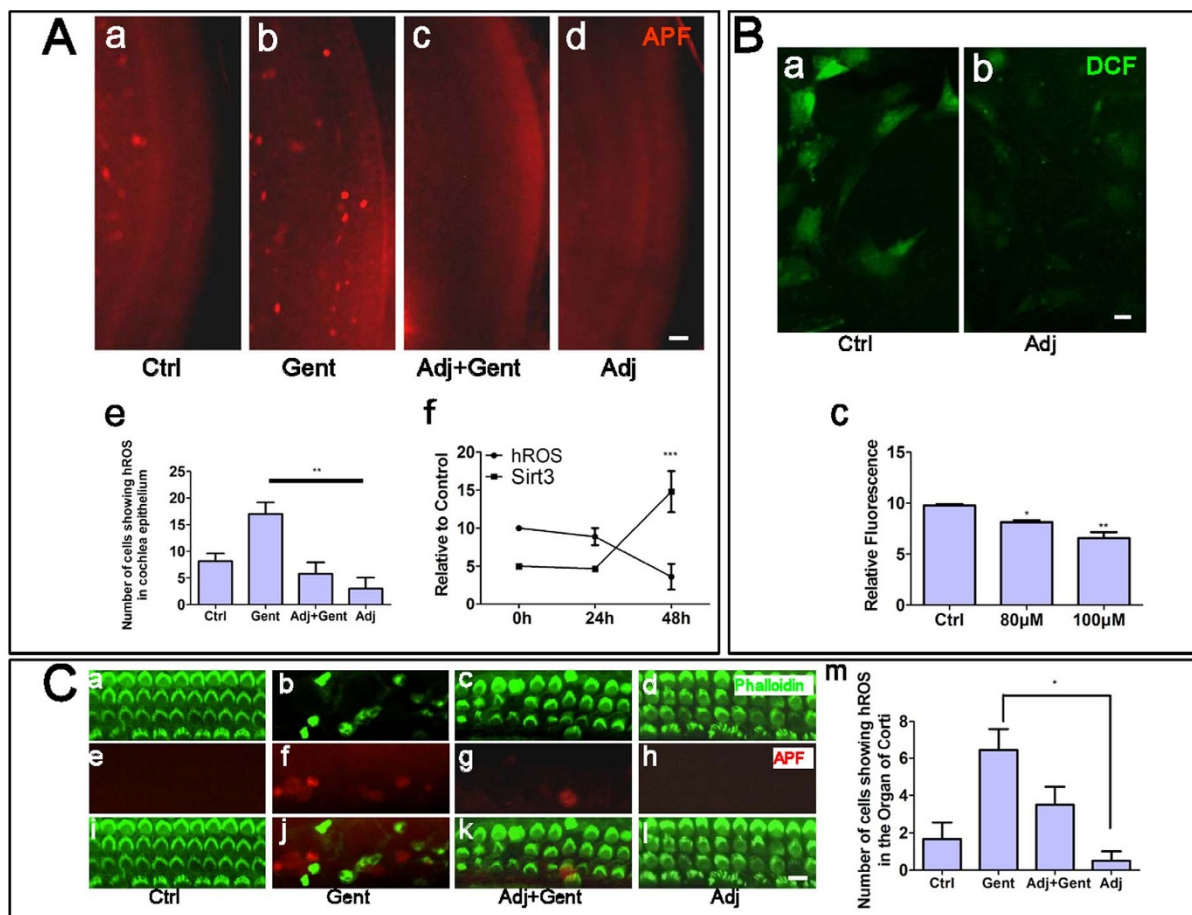 A
a
b
c
d
APF
Ctrl
Gent
Adj+Gent
Adj
e
Number of cells showing hROS
in cochlea epethelium
25
20
15
10
5
0
**
Ctrl
Gent
Adj+Gent
Adj
f
Relative to Control
20
15
10
5
0
hROS
Sirt3
***
0h
24h
48h
B
a
b
DCF
Ctrl
Adj
c
Relative Fluorescence
15
10
5
0
*
**
Ctrl
80µM
100µM
C
a
b
c
d
Phalloidin
e
f
g
h
APF
i
j
k
l
Ctrl
Gent
Adj+Gent
Adj
m
Number of cells showing hROS
in the Organ of Corti
8
6
4
2
0
*
Ctrl
Gent
Adj+Gent
Adj